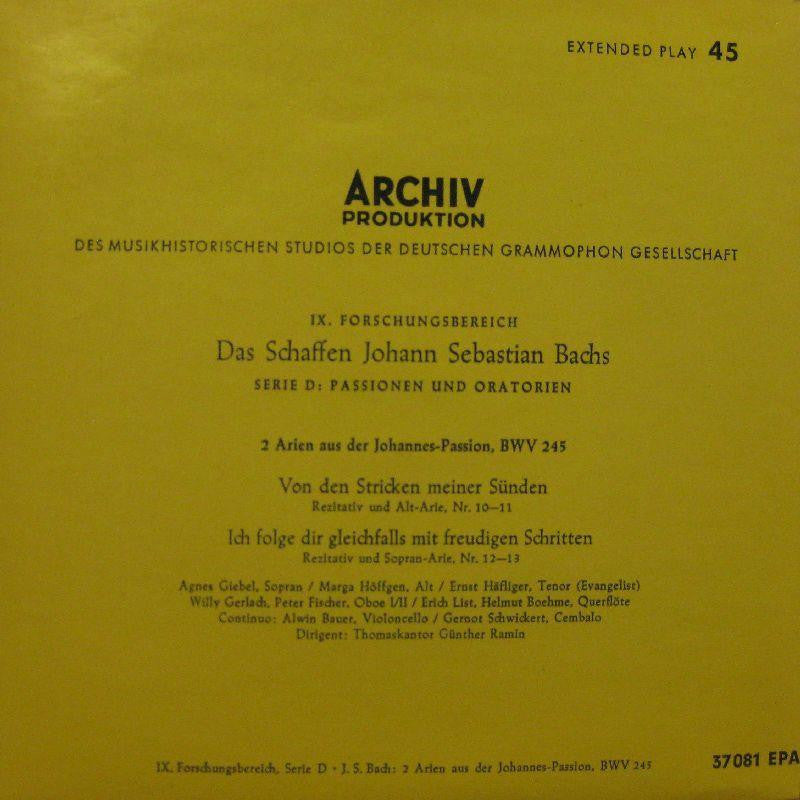 EXTENDED PLAY 45
ARCHIV
PRODUKTION
DES MUSIKHISTORISCHEN STUDIOS DER DEUTSCHEN GRAMMOPHON GESELLSCHAFT
IX. FORSCHUNGSBEREICH
Das Schaffen Johann Sebastian Bachs
SERIE D: PASSIONEN UND ORATORIEN
2 Arien aus der Johannes-Passion, BWV 245
Von den Stricken meiner Sünden
Rezitativ und Alt-Arie, Nr. 10–11
Ich folge dir gleichfalls mit freudigen Schritten
Rezitativ und Sopran-Arie, Nr. 12–13
Agnes Giebel, Sopran / Marga Höffgen, Alt / Ernst Häfliger, Tenor (Evangelist)
Willy Gerlach, Peter Fischer, Oboe I/II / Erich List, Helmut Boehme, Querflöte
Continuo: Alwin Bauer, Violoncello / Gernot Schwickert, Cembalo
Dirigent: Thomaskantor Günther Ramin
IX. Forschungsbereich, Serie D · J. S. Bach: 2 Arien aus der Johannes-Passion, BWV 245
37081 EPA